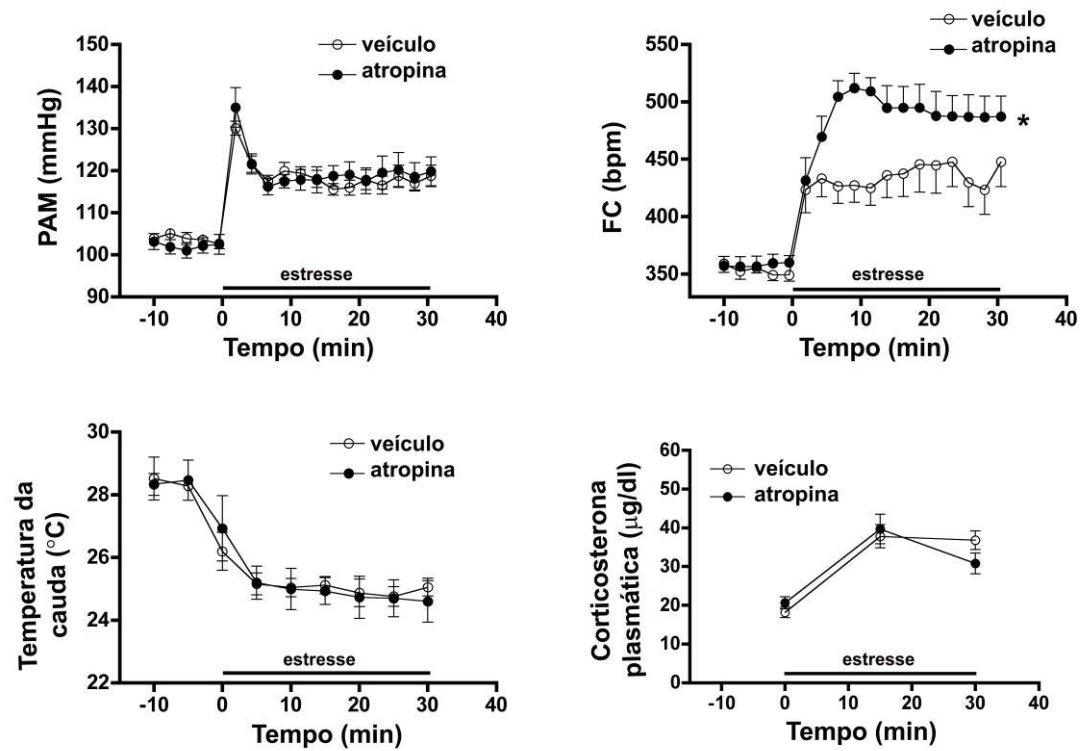 150
140
130
120
110
100
90
PAM (mmHg)
veículo
atropina
estresse
-10 0 10 20 30 40
Tempo (min)
550
500
450
400
350
FC (bpm)
veículo
atropina
*
estresse
-10 0 10 20 30 40
Tempo (min)
30
28
26
24
22
Temperatura da
cauda (°C)
veículo
atropina
estresse
-10 0 10 20 30 40
Tempo (min)
60
50
40
30
20
10
0
Corticosterona
plasmática (μg/dl)
veículo
atropina
estresse
-10 0 10 20 30 40
Tempo (min)